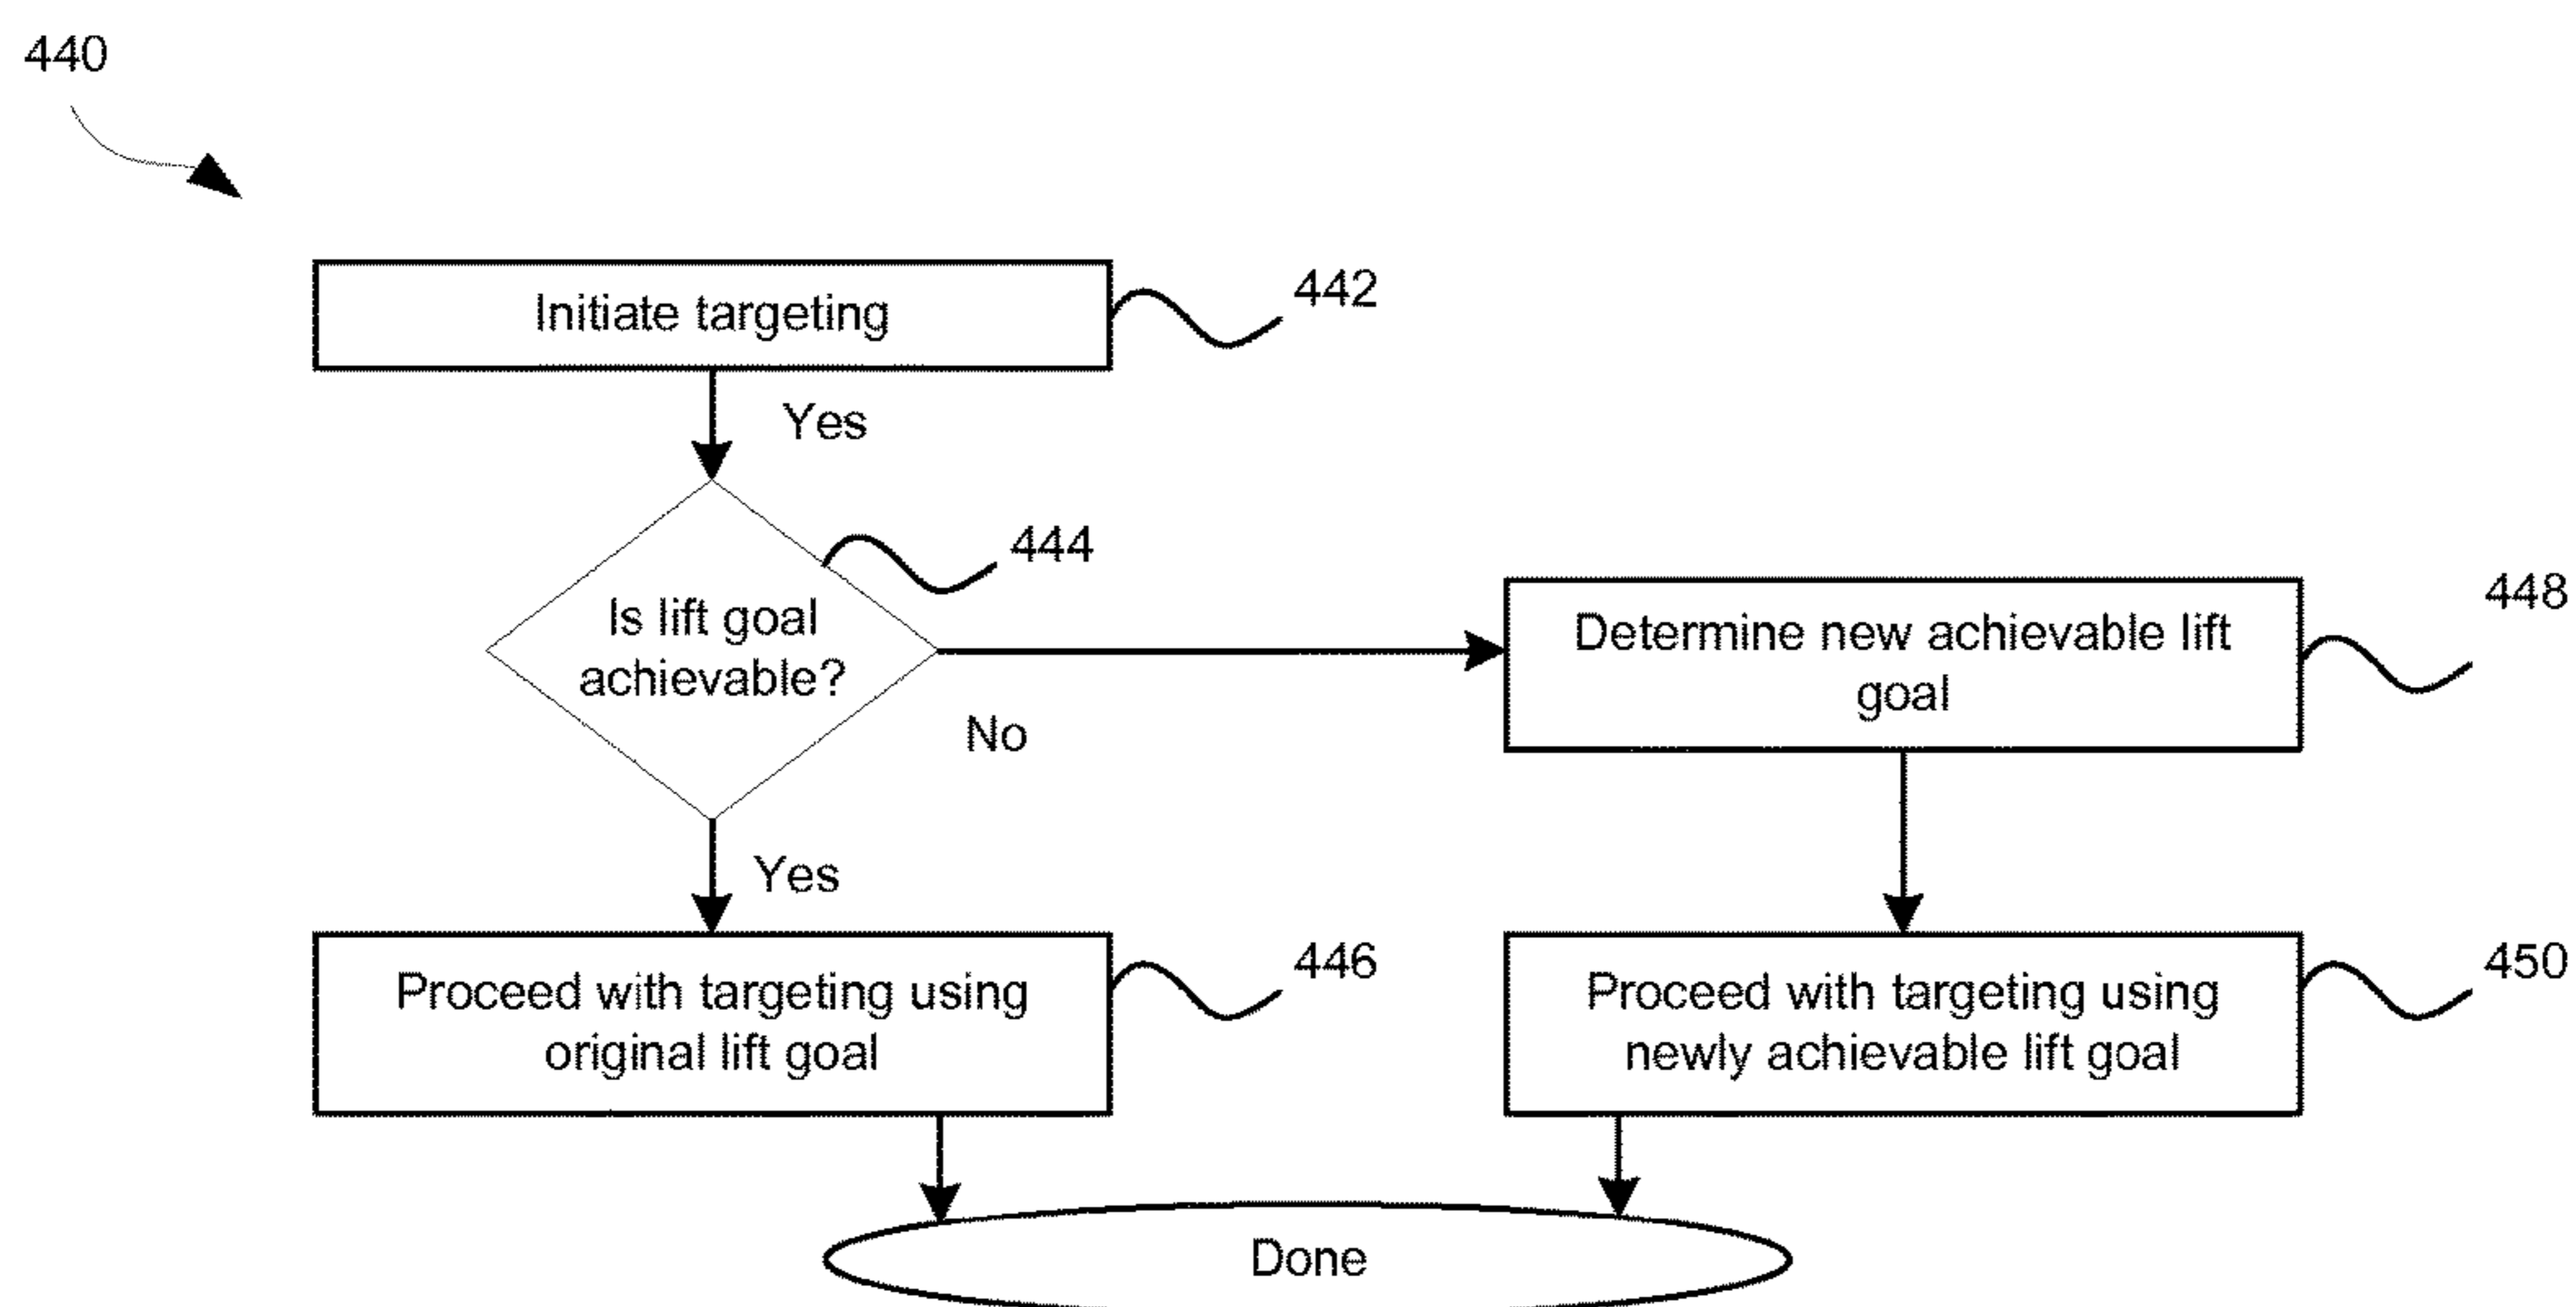 440
Initiate targeting
442
Yes
Is lift goal
achievable?
444
No
Determine new achievable lift
goal
448
Yes
Proceed with targeting using
original lift goal
446
Proceed with targeting using
newly achievable lift goal
450
Done